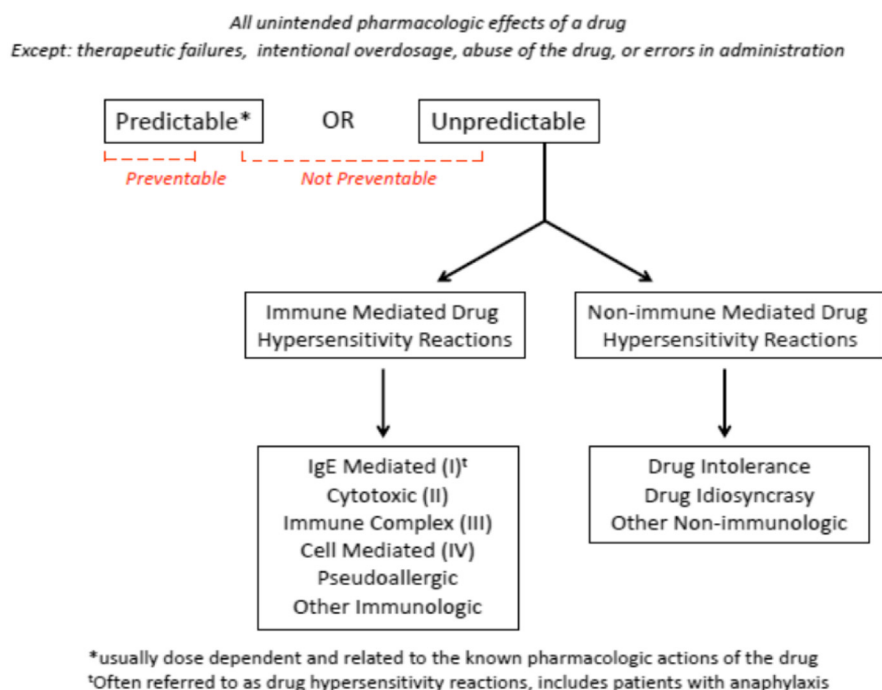 All unintended pharmacologic effects of a drug
Except: therapeutic failures, intentional overdosage, abuse of the drug, or errors in administration
Predictable* OR Unpredictable
Preventable Not Preventable
Immune Mediated Drug
Hypersensitivity Reactions
Non-immune Mediated Drug
Hypersensitivity Reactions
IgE Mediated (I)ᵗ
Cytotoxic (II)
Immune Complex (III)
Cell Mediated (IV)
Pseudoallergic
Other Immunologic
Drug Intolerance
Drug Idiosyncrasy
Other Non-immunologic
*usually dose dependent and related to the known pharmacologic actions of the drug
ᵗOften referred to as drug hypersensitivity reactions, includes patients with anaphylaxis